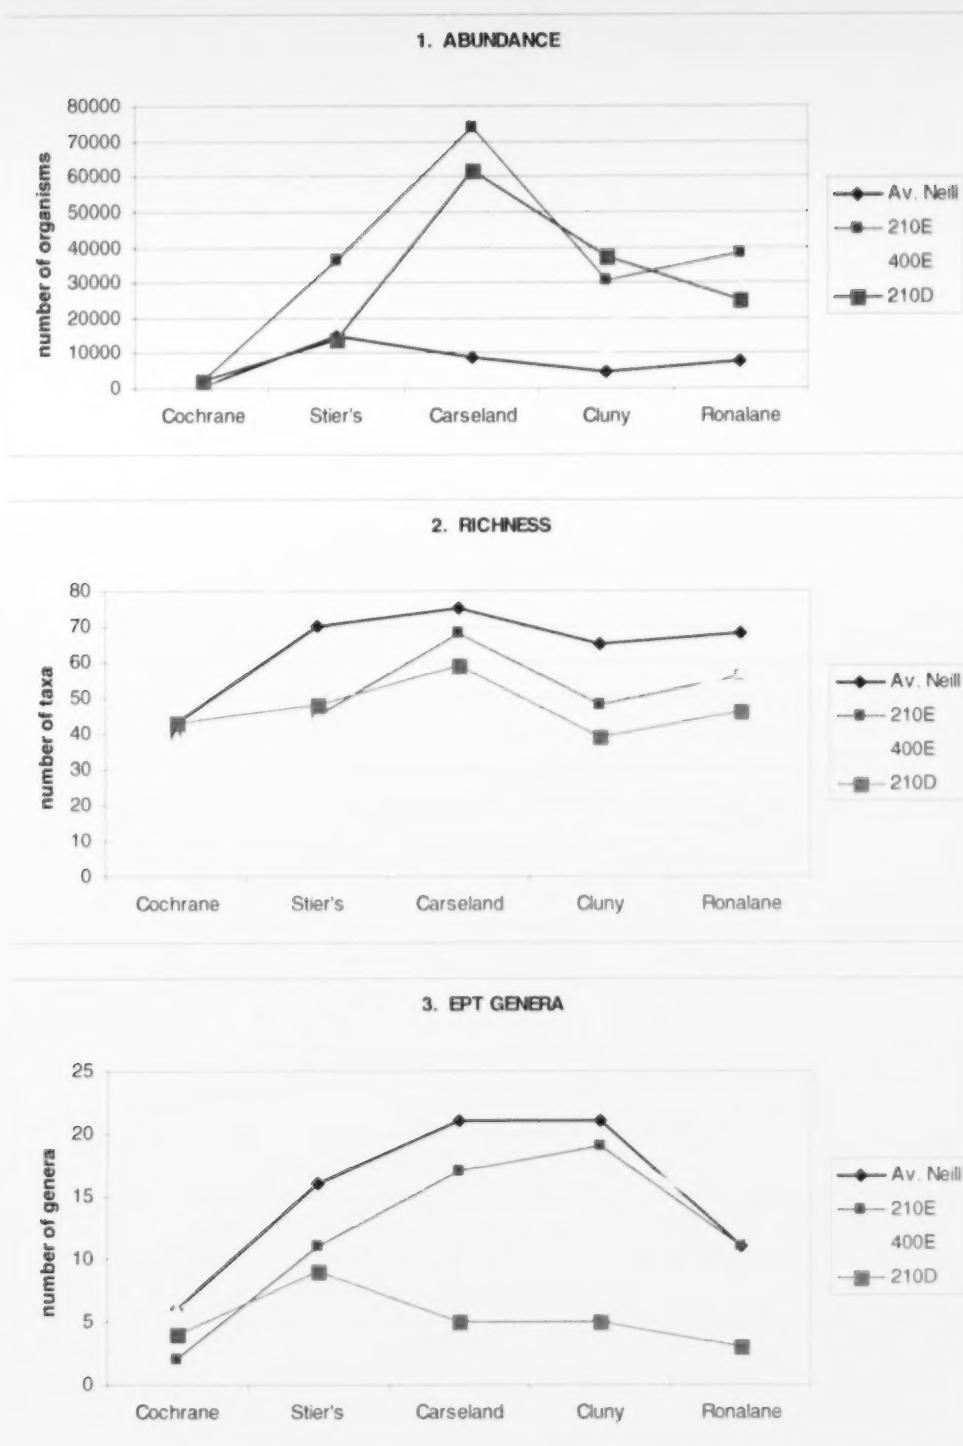 1. ABUNDANCE
80000
70000
60000
50000
40000
30000
20000
10000
0
number of organisms
Cochrane Stier's Carseland Cluny Ronalane
Av. Neill
210E
400E
210D
2. RICHNESS
80
70
60
50
40
30
20
10
0
number of taxa
Cochrane Stier's Carseland Cluny Ronalane
Av. Neill
210E
400E
210D
3. EPT GENERA
25
20
15
10
5
0
number of genera
Cochrane Stier's Carseland Cluny Ronalane
Av. Neill
210E
400E
210D